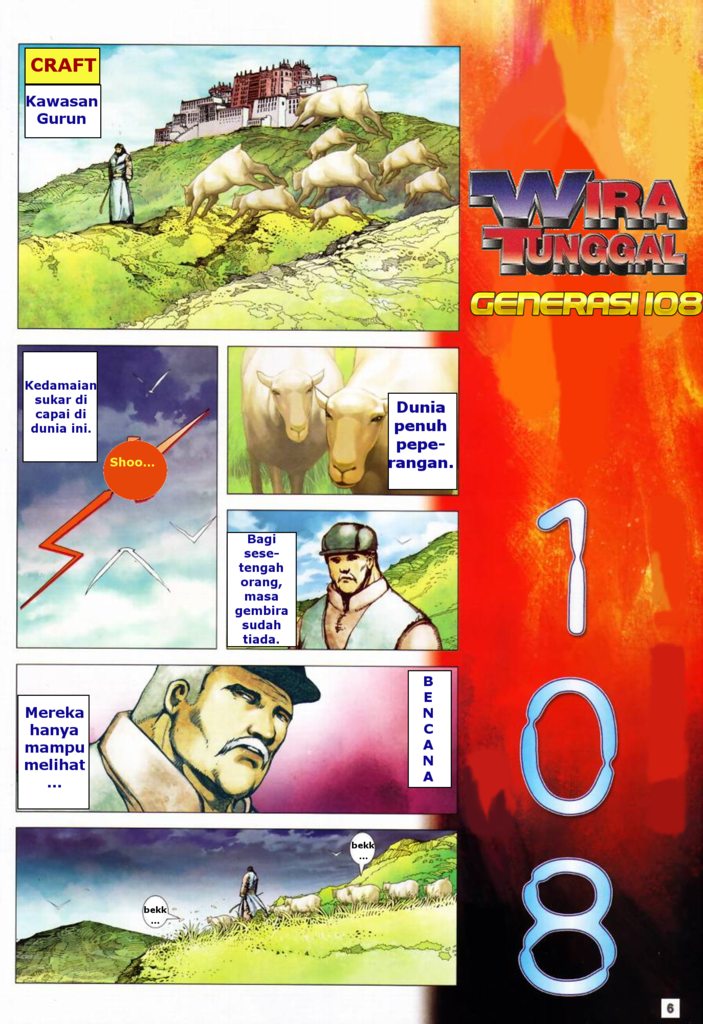 CRAFT
Kawasan
Gurun
WIRA
TUNGGAL
GENERASI 108
Kedamaian
sukar di
capai di
dunia ini.
Shoo...
Dunia
penuh
pepe-
rangan.
Bagi
sese-
tengah
orang,
masa
gembira
sudah
tiada.
Mereka
hanya
mampu
melihat
...
B
E
N
C
A
N
A
bekk
...
bekk
...
1
0
8
6